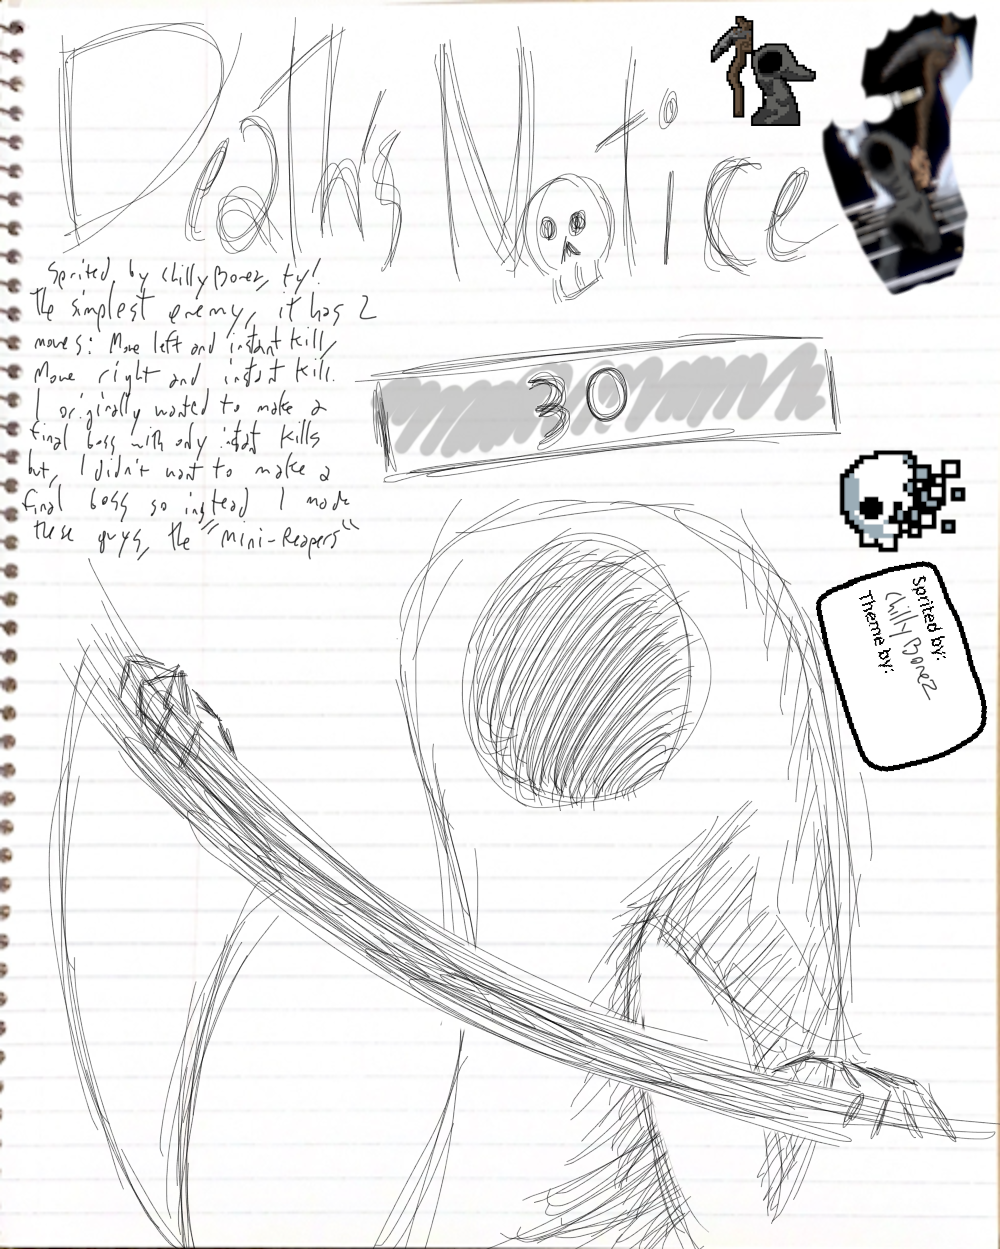 Death's Notice
Sprited by ChillyBonez, ty!
The simplest enemy, it has 2
moves: Move left and instant kill,
Move right and instant kill.
I originally wanted to make a
final boss with only instant kills
but, I didn't want to make a
final boss so instead I made
these guys, the "Mini-Reapers"
30
Sprited by:
ChillyBonez
Theme by: